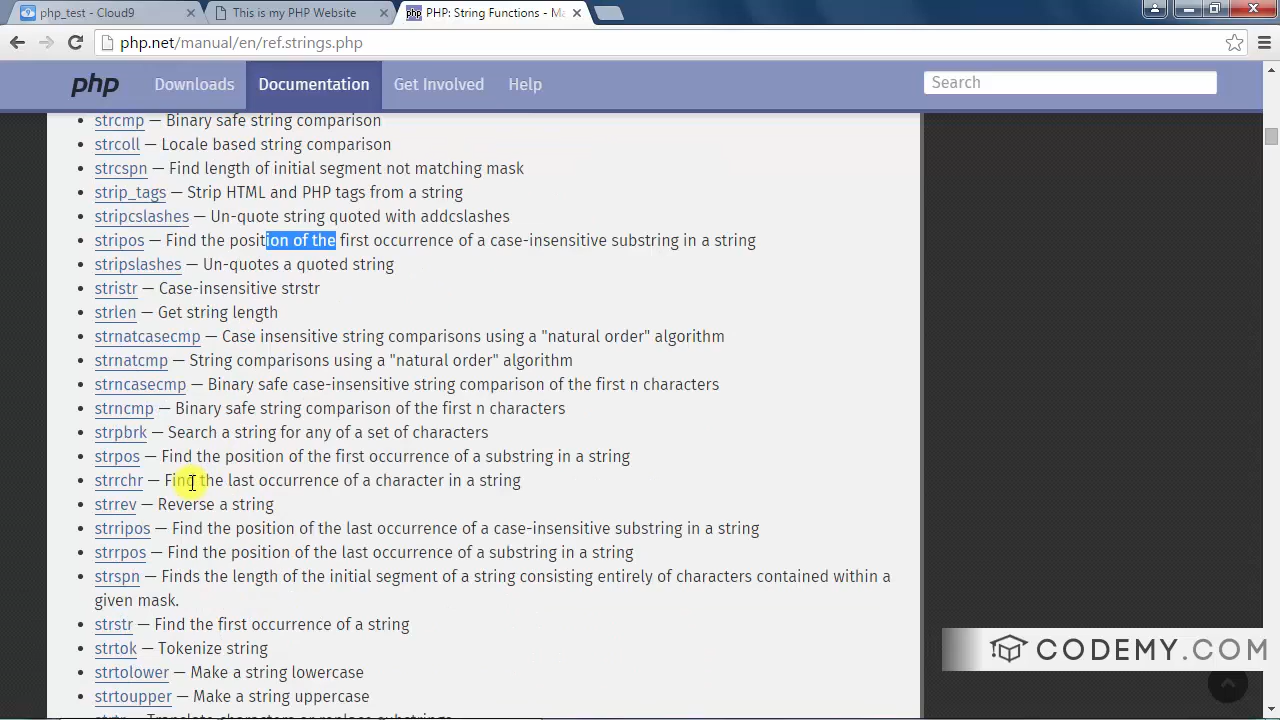 php_test - Cloud9
This is my PHP Website
PHP: String Functions - Ma
php.net/manual/en/ref.strings.php
php
Downloads
Documentation
Get Involved
Help
Search
strcmp — Binary safe string comparison
strcoll — Locale based string comparison
strcspn — Find length of initial segment not matching mask
strip_tags — Strip HTML and PHP tags from a string
stripcslashes — Un-quote string quoted with addcslashes
stripos — Find the position of the first occurrence of a case-insensitive substring in a string
stripslashes — Un-quotes a quoted string
stristr — Case-insensitive strstr
strlen — Get string length
strnatcasecmp — Case insensitive string comparisons using a "natural order" algorithm
strnatcmp — String comparisons using a "natural order" algorithm
strncasecmp — Binary safe case-insensitive string comparison of the first n characters
strncmp — Binary safe string comparison of the first n characters
strpbrk — Search a string for any of a set of characters
strpos — Find the position of the first occurrence of a substring in a string
strrchr — Find the last occurrence of a character in a string
strrev — Reverse a string
strripos — Find the position of the last occurrence of a case-insensitive substring in a string
strrpos — Find the position of the last occurrence of a substring in a string
strspn — Finds the length of the initial segment of a string consisting entirely of characters contained within a
given mask.
strstr — Find the first occurrence of a string
strtok — Tokenize string
strtolower — Make a string lowercase
strtoupper — Make a string uppercase
strtr — Translate characters or replace substrings
CODEMY.COM